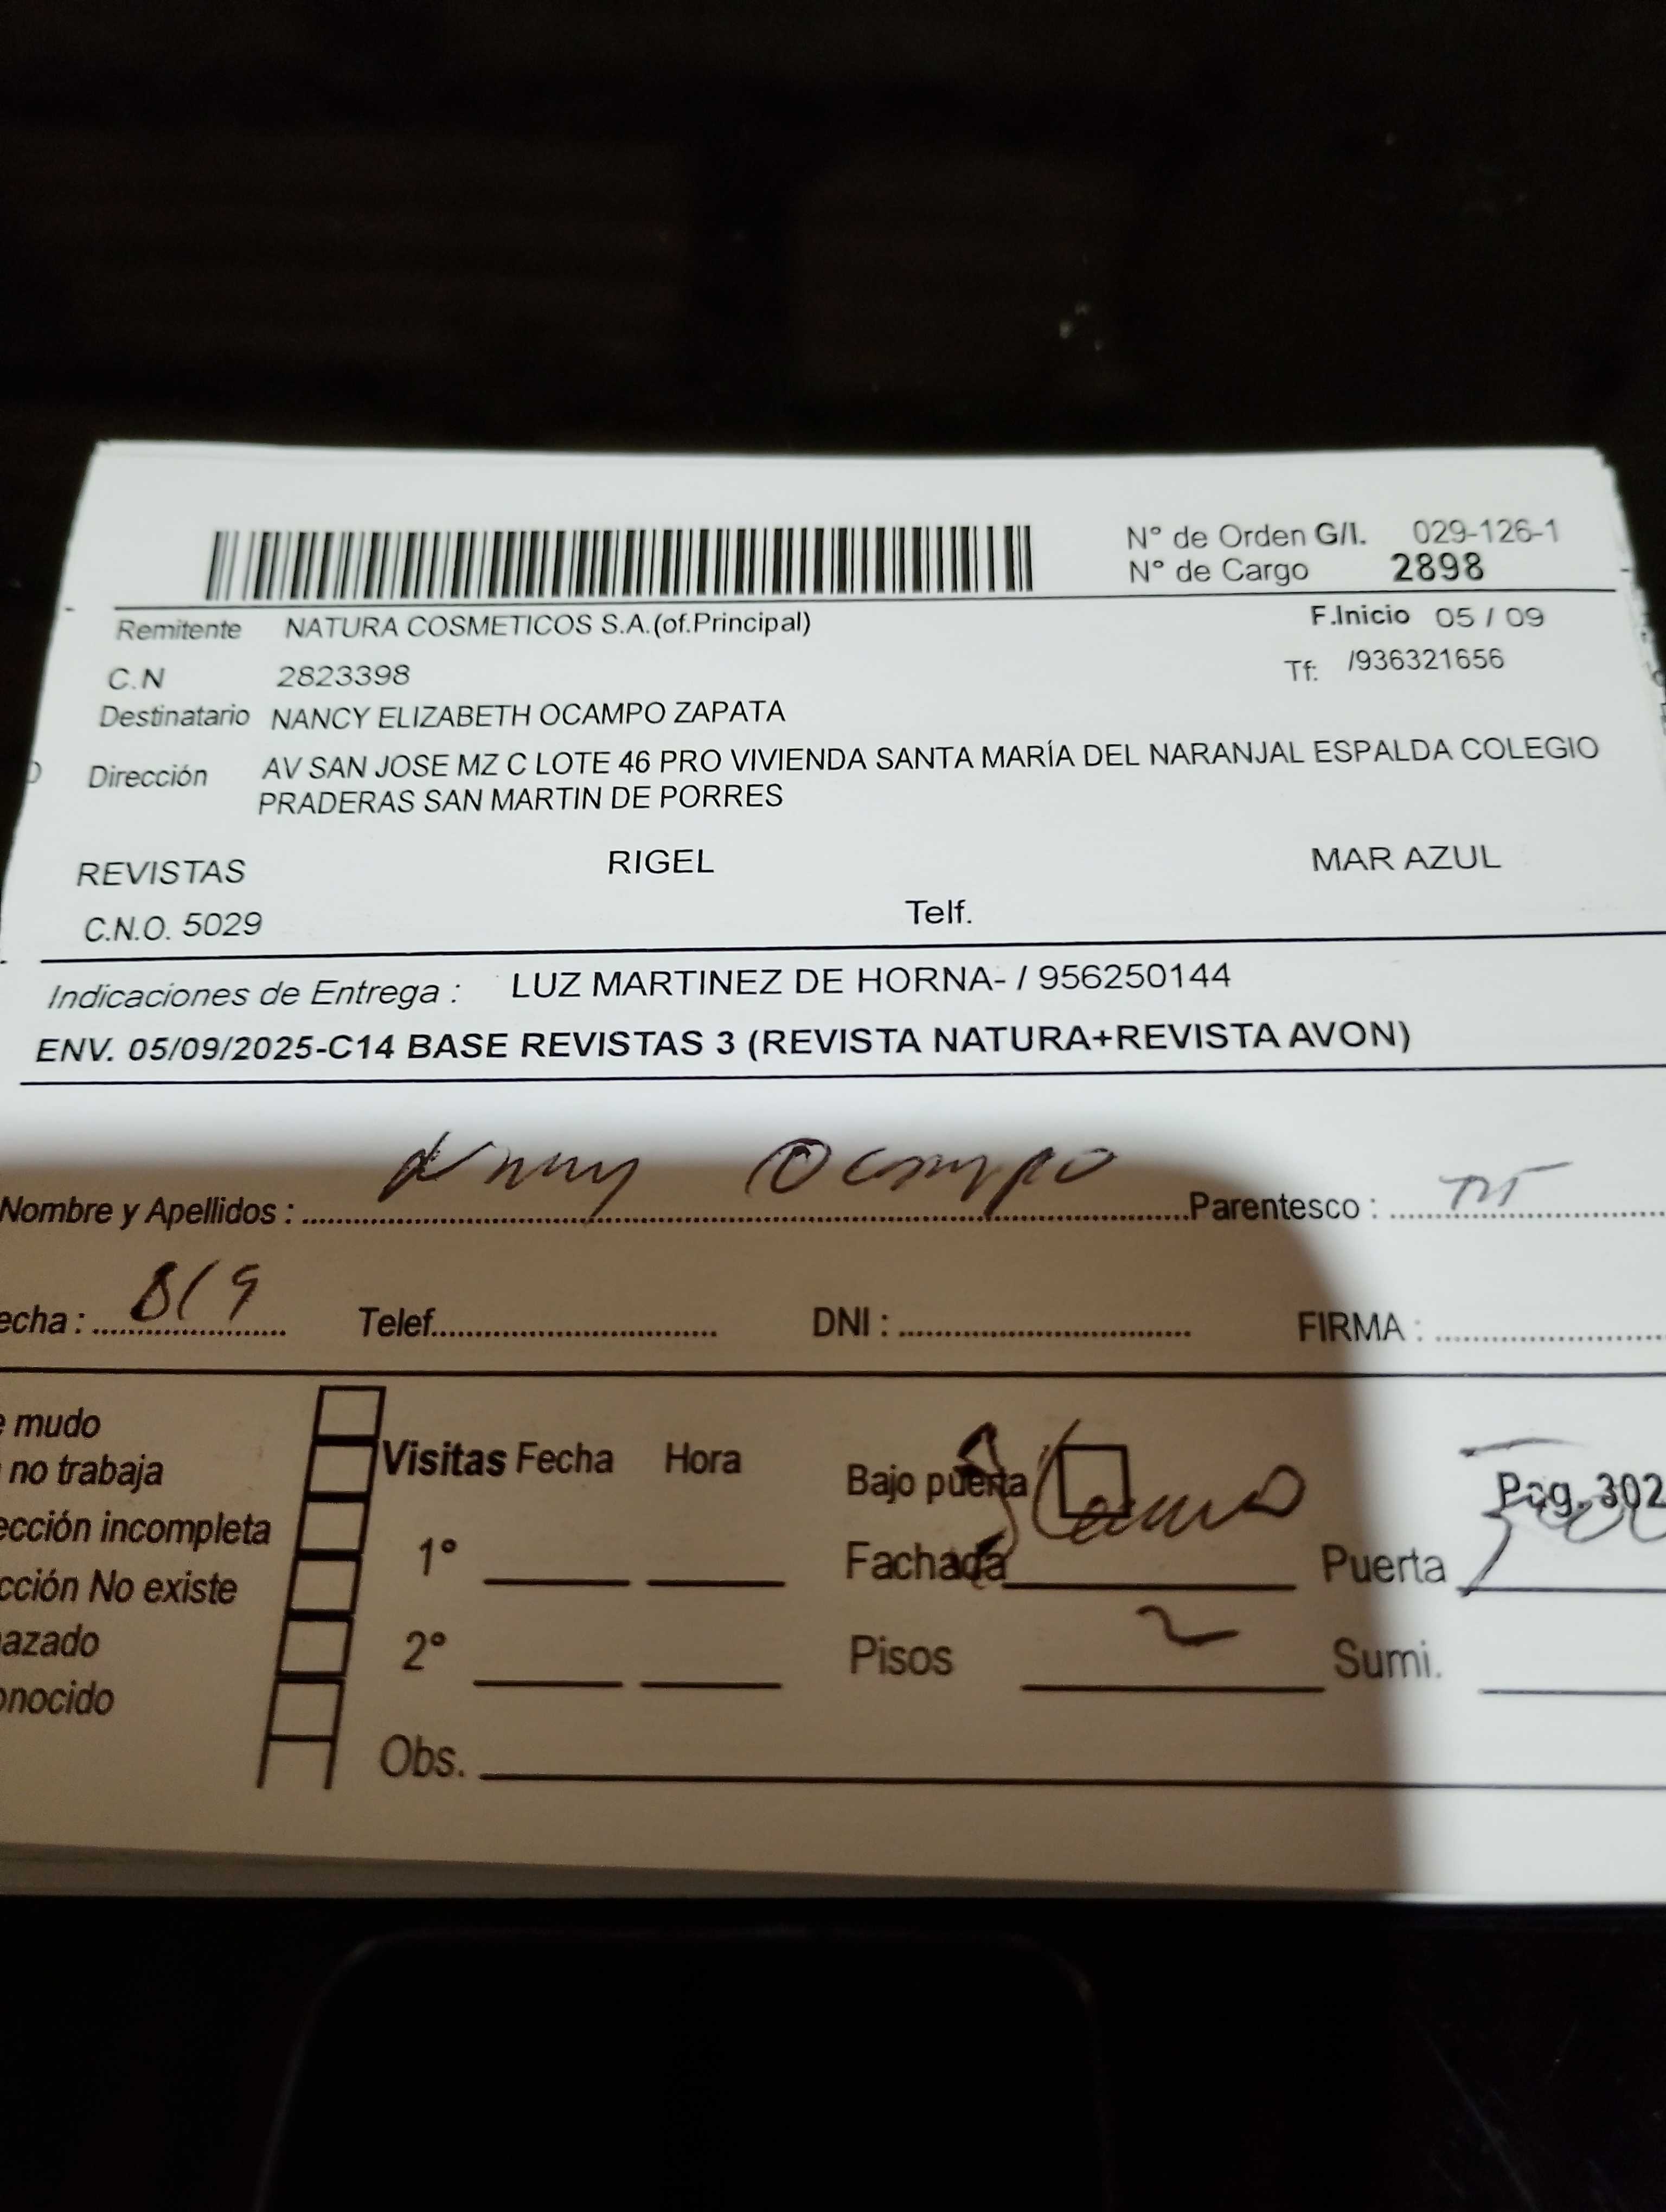 N° de Orden G/I. 029-126-1
N° de Cargo 2898
Remitente NATURA COSMETICOS S.A.(of.Principal) F.Inicio 05 / 09
C.N 2823398 Tf: /936321656
Destinatario NANCY ELIZABETH OCAMPO ZAPATA
Dirección AV SAN JOSE MZ C LOTE 46 PRO VIVIENDA SANTA MARÍA DEL NARANJAL ESPALDA COLEGIO
PRADERAS SAN MARTIN DE PORRES
REVISTAS RIGEL MAR AZUL
C.N.O. 5029 Telf.
Indicaciones de Entrega : LUZ MARTINEZ DE HORNA- / 956250144
ENV. 05/09/2025-C14 BASE REVISTAS 3 (REVISTA NATURA+REVISTA AVON)
Nombre y Apellidos : Ocampo Parentesco : TIT
echa : 8/9 Telef. DNI : FIRMA :
e mudo
no trabaja Visitas Fecha Hora Bajo puerta Pag. 302
ección incompleta
cción No existe 1° Fachada Puerta
azado 2° Pisos 2 Sumi.
onocido
Obs.